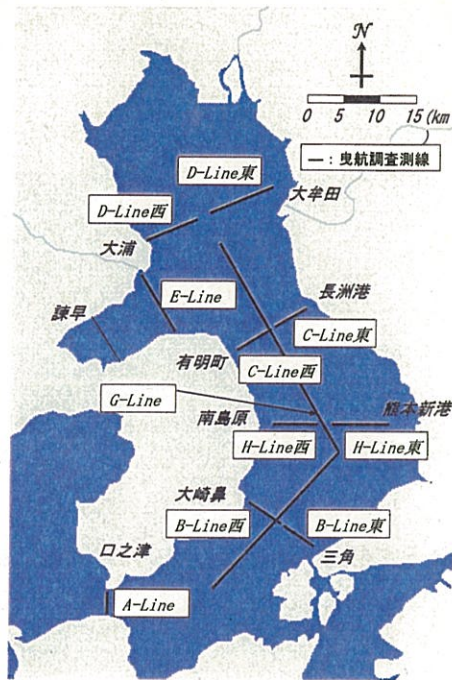 N
0 5 10 15(km
― : 曳航調査測線
D-Line東
大牟田
D-Line西
大浦
E-Line
長洲港
諫早
C-Line東
有明町
C-Line西
G-Line
南島原
熊本新港
H-Line西
H-Line東
大崎鼻
B-Line西
B-Line東
口之津
三角
A-Line